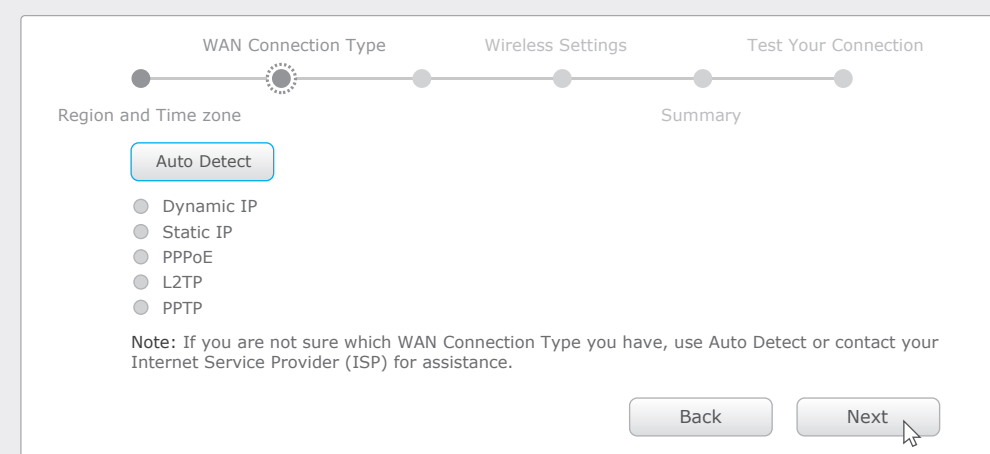 WAN Connection Type
Wireless Settings
Test Your Connection
Region and Time zone
Summary
Auto Detect
Dynamic IP
Static IP
PPPoE
L2TP
PPTP
Note: If you are not sure which WAN Connection Type you have, use Auto Detect or contact your
Internet Service Provider (ISP) for assistance.
Back
Next